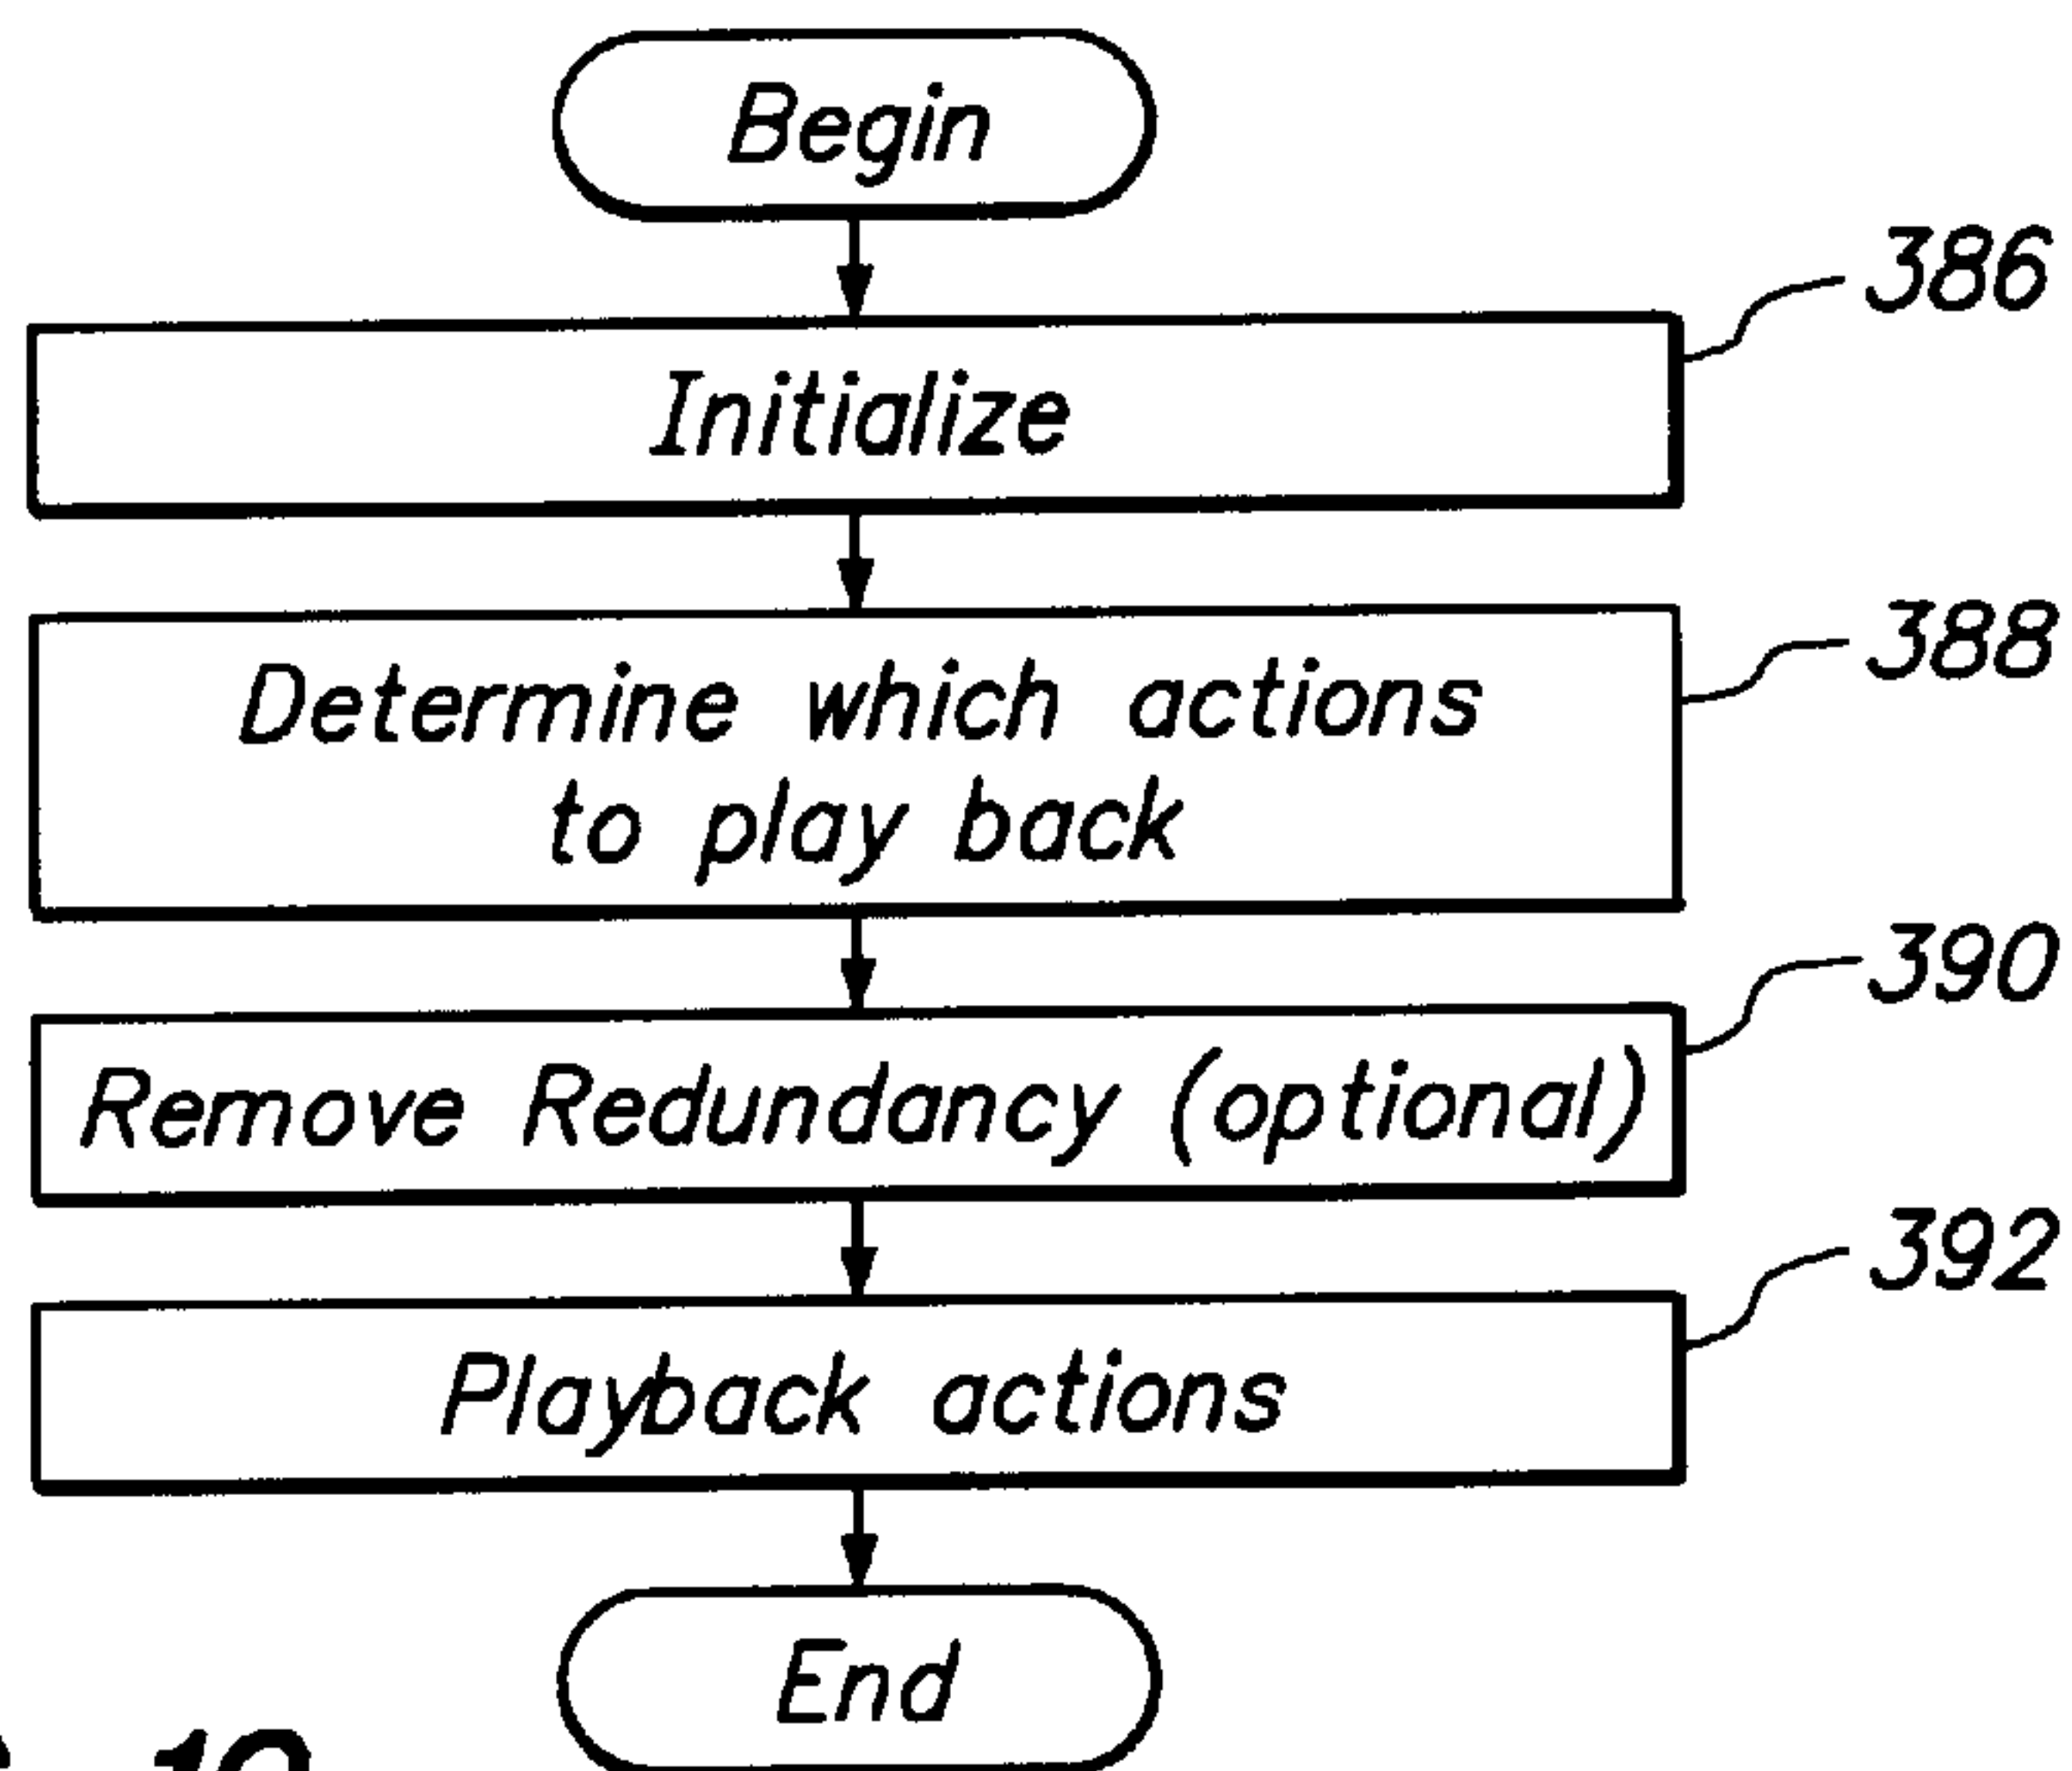 Begin
386
Initialize
388
Determine which actions
to play back
390
Remove Redundancy (optional)
392
Playback actions
End